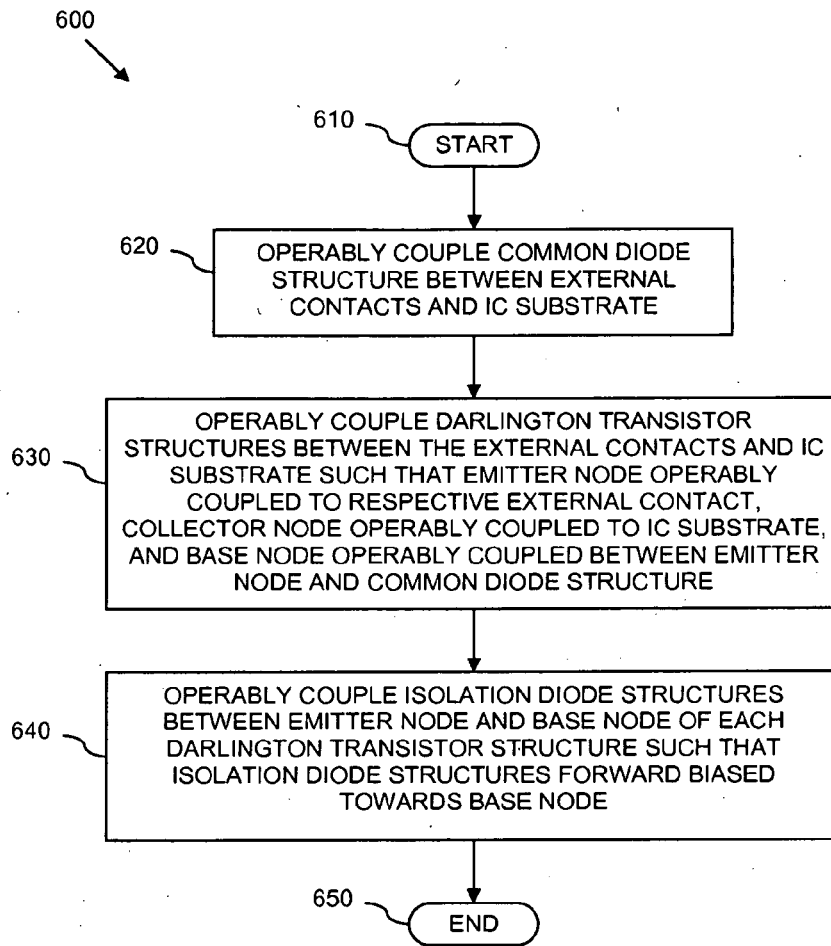 600
610
START
620
OPERABLY COUPLE COMMON DIODE
STRUCTURE BETWEEN EXTERNAL
CONTACTS AND IC SUBSTRATE
630
OPERABLY COUPLE DARLINGTON TRANSISTOR
STRUCTURES BETWEEN THE EXTERNAL CONTACTS AND IC
SUBSTRATE SUCH THAT EMITTER NODE OPERABLY
COUPLED TO RESPECTIVE EXTERNAL CONTACT,
COLLECTOR NODE OPERABLY COUPLED TO IC SUBSTRATE,
AND BASE NODE OPERABLY COUPLED BETWEEN EMITTER
NODE AND COMMON DIODE STRUCTURE
640
OPERABLY COUPLE ISOLATION DIODE STRUCTURES
BETWEEN EMITTER NODE AND BASE NODE OF EACH
DARLINGTON TRANSISTOR STRUCTURE SUCH THAT
ISOLATION DIODE STRUCTURES FORWARD BIASED
TOWARDS BASE NODE
650
END